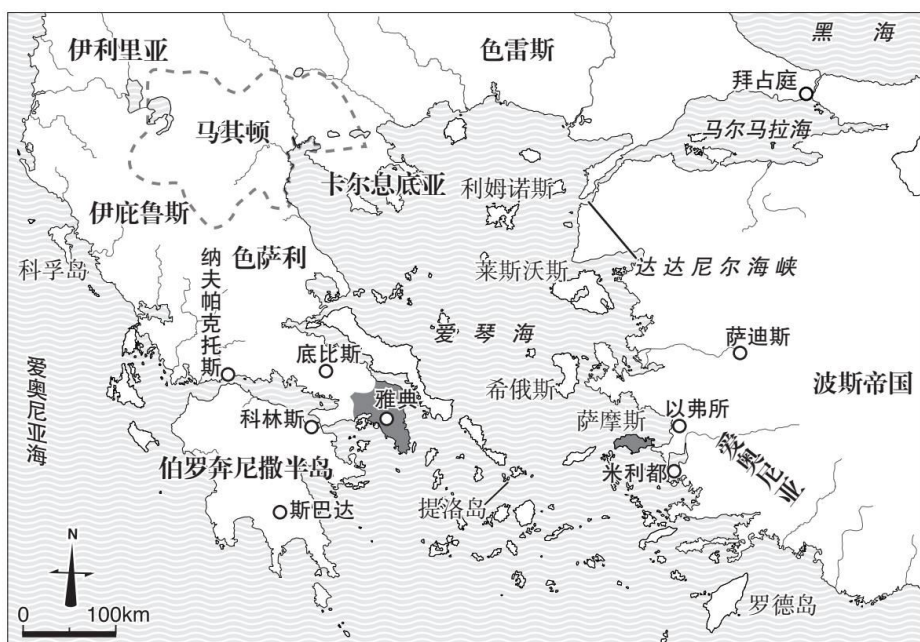 黑海
伊利里亚
色雷斯
拜占庭
马尔马拉海
马其顿
卡尔息底亚
利姆诺斯
伊庇鲁斯
色萨利
科孚岛
莱斯沃斯
达达尼尔海峡
纳夫帕克托斯
爱琴海
底比斯
萨迪斯
爱奥尼亚海
希俄斯
波斯帝国
雅典
科林斯
萨摩斯
以弗所
爱奥尼亚
伯罗奔尼撒半岛
米利都
斯巴达
提洛岛
N
罗德岛
0 100km